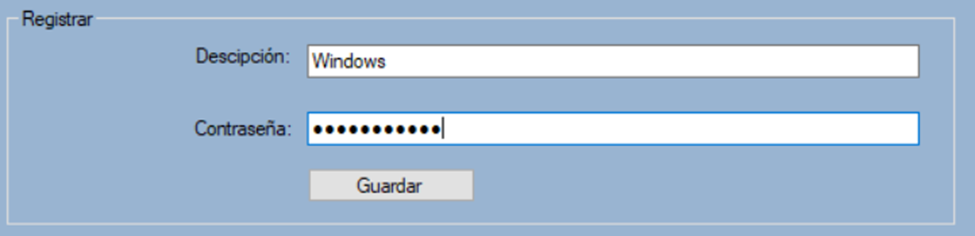 Registrar
Descipción: Windows
Contraseña: ●●●●●●●●●●●
Guardar